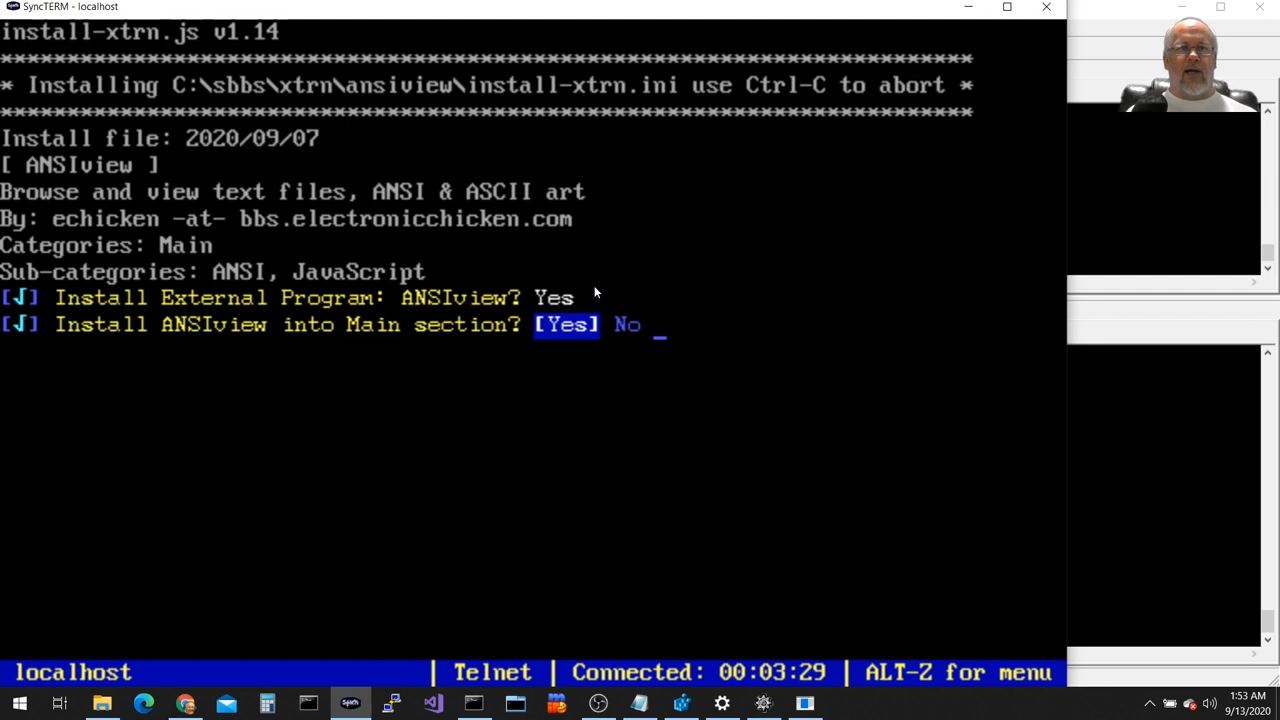 SyncTERM - localhost
install-xtrn.js v1.14
*************************************************************************
* Installing C:\sbbs\xtrn\ansiview\install-xtrn.ini use Ctrl-C to abort *
*************************************************************************
Install file: 2020/09/07
[ ANSIview ]
Browse and view text files, ANSI & ASCII art
By: echicken -at- bbs.electronicchicken.com
Categories: Main
Sub-categories: ANSI, JavaScript
[√] Install External Program: ANSIview? Yes
[√] Install ANSIview into Main section? [Yes] No _
localhost | Telnet | Connected: 00:03:29 | ALT-Z for menu
1:53 AM
9/13/2020